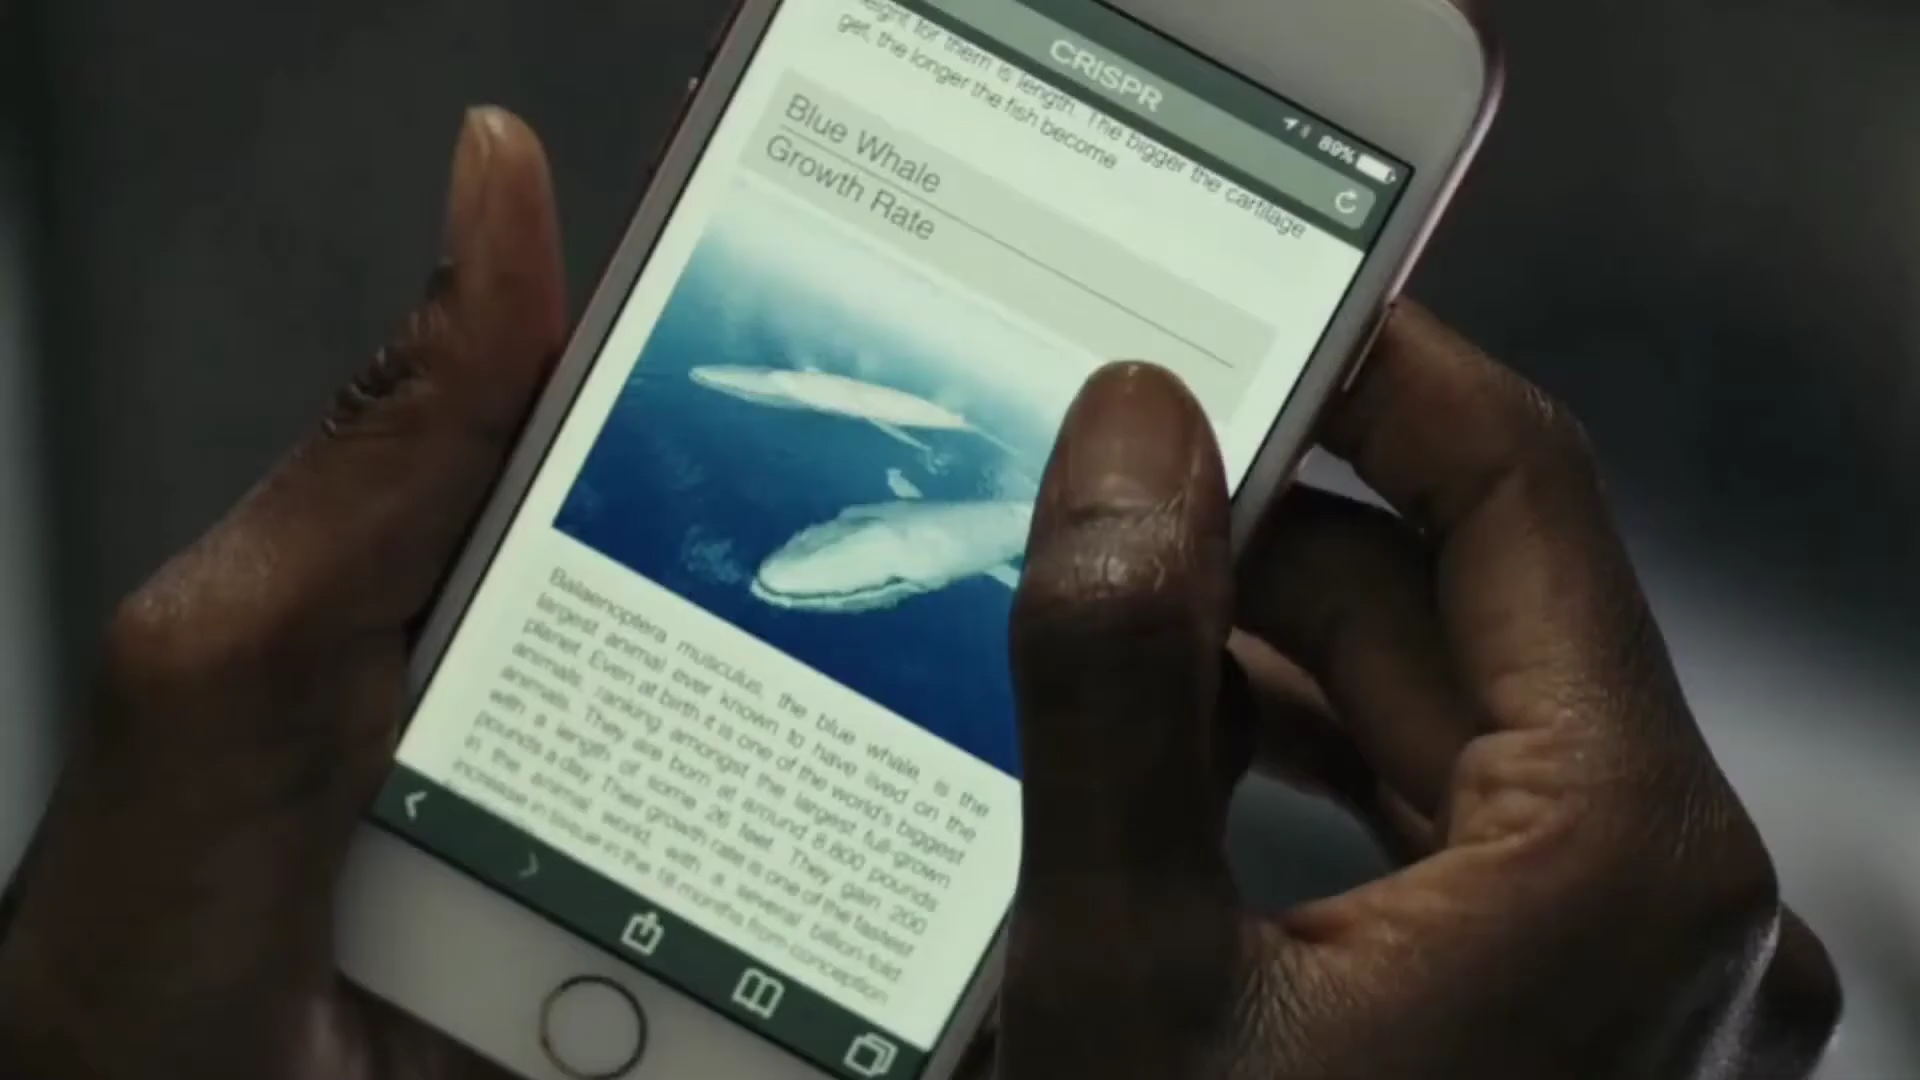 89%
CRISPR
eight for them is length. The bigger the cartilage
get, the longer the fish become
Blue Whale
Growth Rate
Balaenoptera musculus, the blue whale, is the
largest animal ever known to have lived on the
planet. Even at birth it is one of the world's biggest
animals, ranking amongst the largest full-grown
animals. They are born at around 8,800 pounds
with a length of some 26 feet. They gain 200
pounds a day. Their growth rate is one of the fastest
in the animal world, with a several billion-fold
increase in tissue in the 18 months from conception